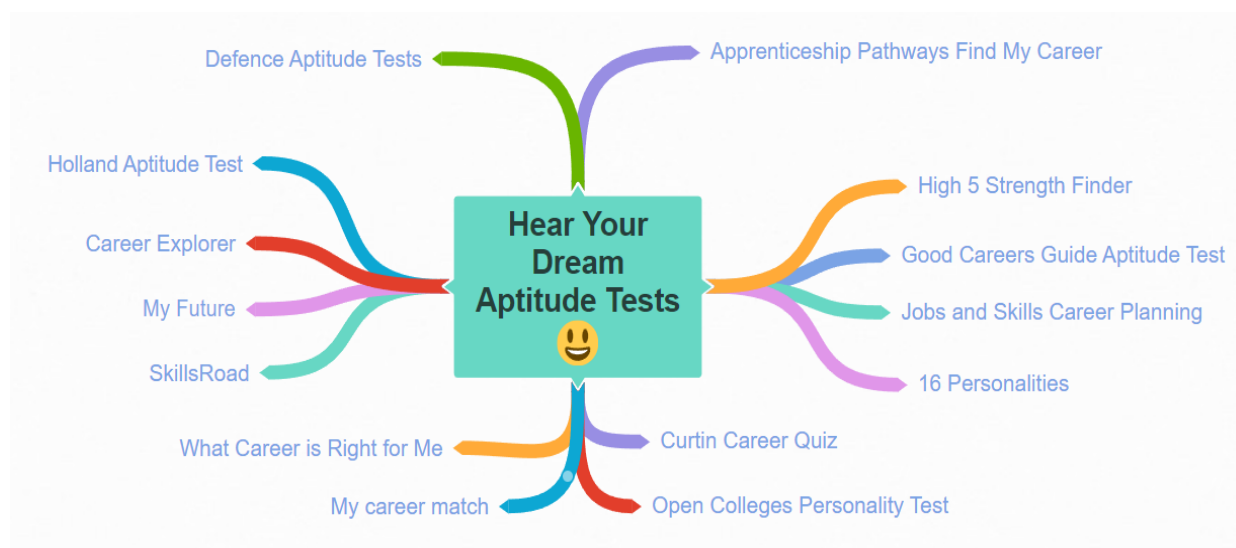 Defence Aptitude Tests
Apprenticeship Pathways Find My Career
Holland Aptitude Test
High 5 Strength Finder
Hear Your
Dream
Aptitude Tests
Career Explorer
Good Careers Guide Aptitude Test
My Future
Jobs and Skills Career Planning
SkillsRoad
16 Personalities
What Career is Right for Me
Curtin Career Quiz
My career match
Open Colleges Personality Test